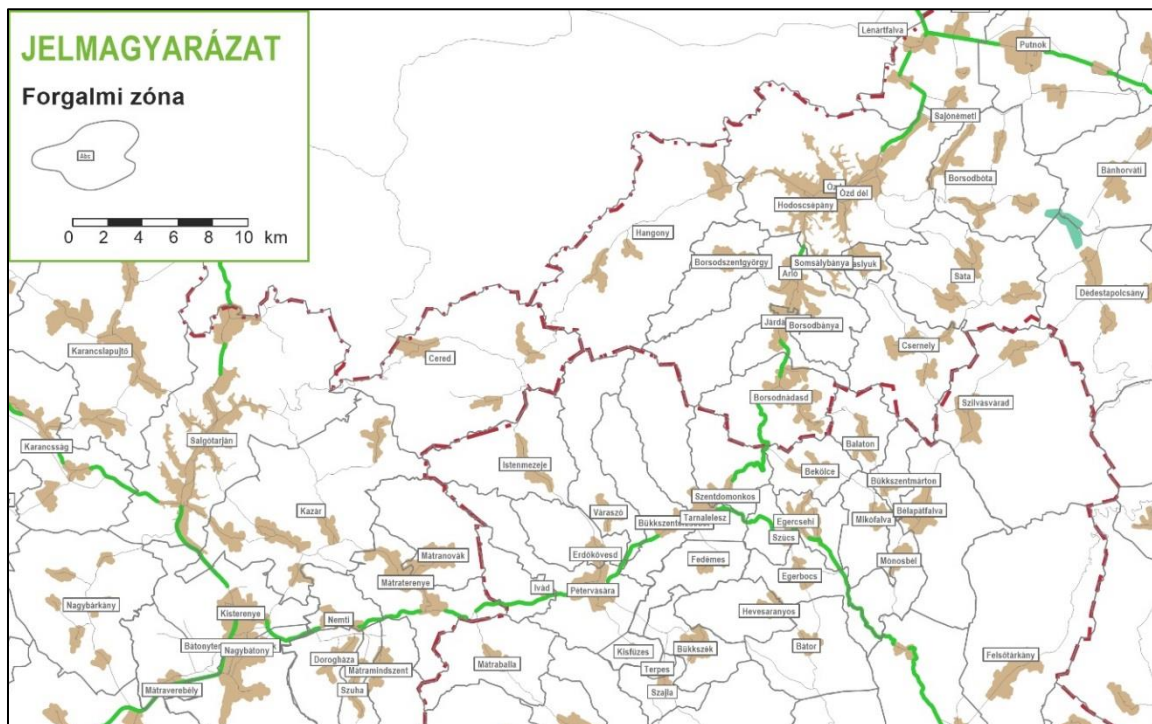 JELMAGYARÁZAT
Forgalmi zóna
Abc
0 2 4 6 8 10 km
Lénártfalva
Putnok
Sajónémeti
Bánhorváti
Borsodbóta
Ózd dél
Hodoscsépány
Hangony
Borsodszentgyörgy
Somsálybánya
Arló
Sáta
Dédestapolcsány
Borsodbánya
Csernely
Karancslapujtő
Cered
Borsodnádasd
Szilvásvárad
Salgótarján
Karancsság
Balaton
Istenmezeje
Bekölce
Bükkszentmárton
Szentdomonkos
Bélapátfalva
Kazár
Váraszó
Tarnalelesz
Egercsehi
Mikófalva
Szúcs
Mátranovák
Erdőkövesd
Fedémes
Mónosbél
Mátraterenye
Ivád
Pétervására
Egerbocs
Nagybárkány
Kisterenye
Nemti
Hevesaranyos
Nagybátony
Kisfüzes
Bükkszék
Bátor
Dorogháza
Mátramindszent
Mátraballa
Terpes
Felsőtárkány
Mátraverebély
Szuha
Szajla